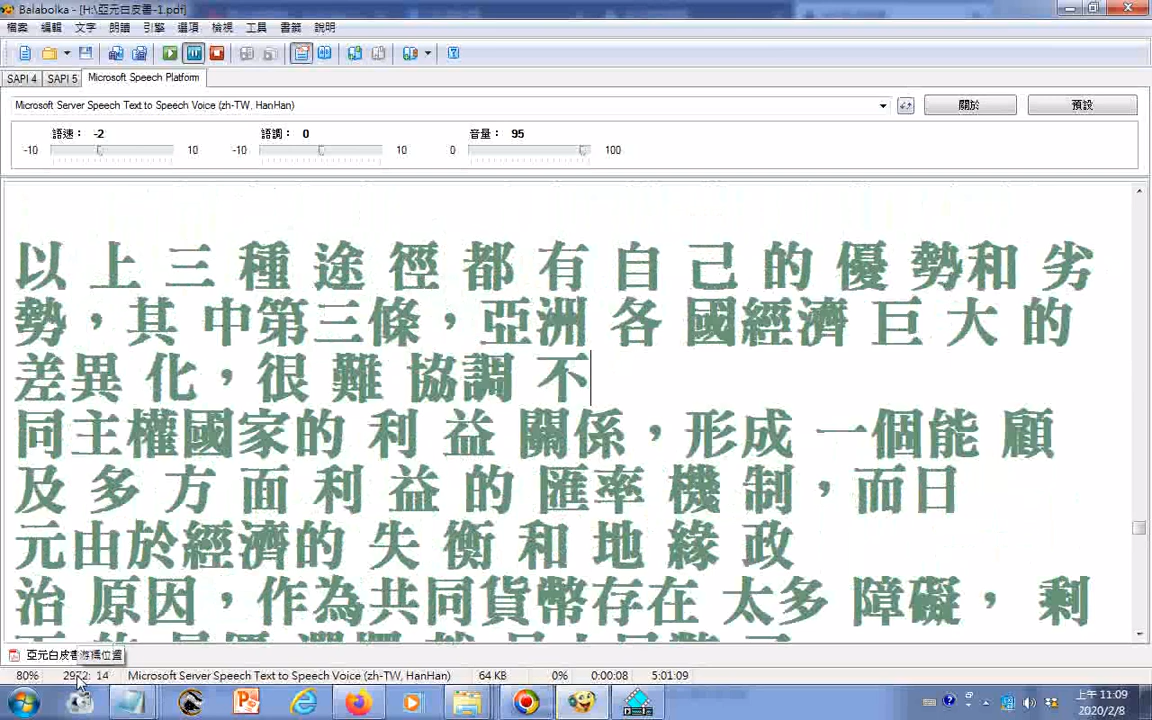 Balabolka - [H:\亞元白皮書-1.pdf]
檔案 編輯 文字 朗讀 引擎 選項 檢視 工具 書籤 說明
SAPI 4 SAPI 5 Microsoft Speech Platform
Microsoft Server Speech Text to Speech Voice (zh-TW, HanHan) 關於 預設
語速： -2 語調： 0 音量： 95
-10 10 -10 10 0 100
以 上 三 種 途 徑 都 有 自 己 的 優 勢和 劣
勢，其 中第三條，亞洲 各 國經濟 巨 大 的
差異 化，很 難 協調 不
同主權國家的 利 益 關係，形成 一個能 顧
及 多 方 面 利 益 的 匯率 機 制，而日
元由於經濟的 失 衡 和 地 緣 政
治 原因，作為共同貨幣存在 太多 障礙， 剩
亞元白皮書 游標位置
80% 2972: 14 Microsoft Server Speech Text to Speech Voice (zh-TW, HanHan) 64 KB 0% 0:00:08 5:01:09
上午 11:09
2020/2/8